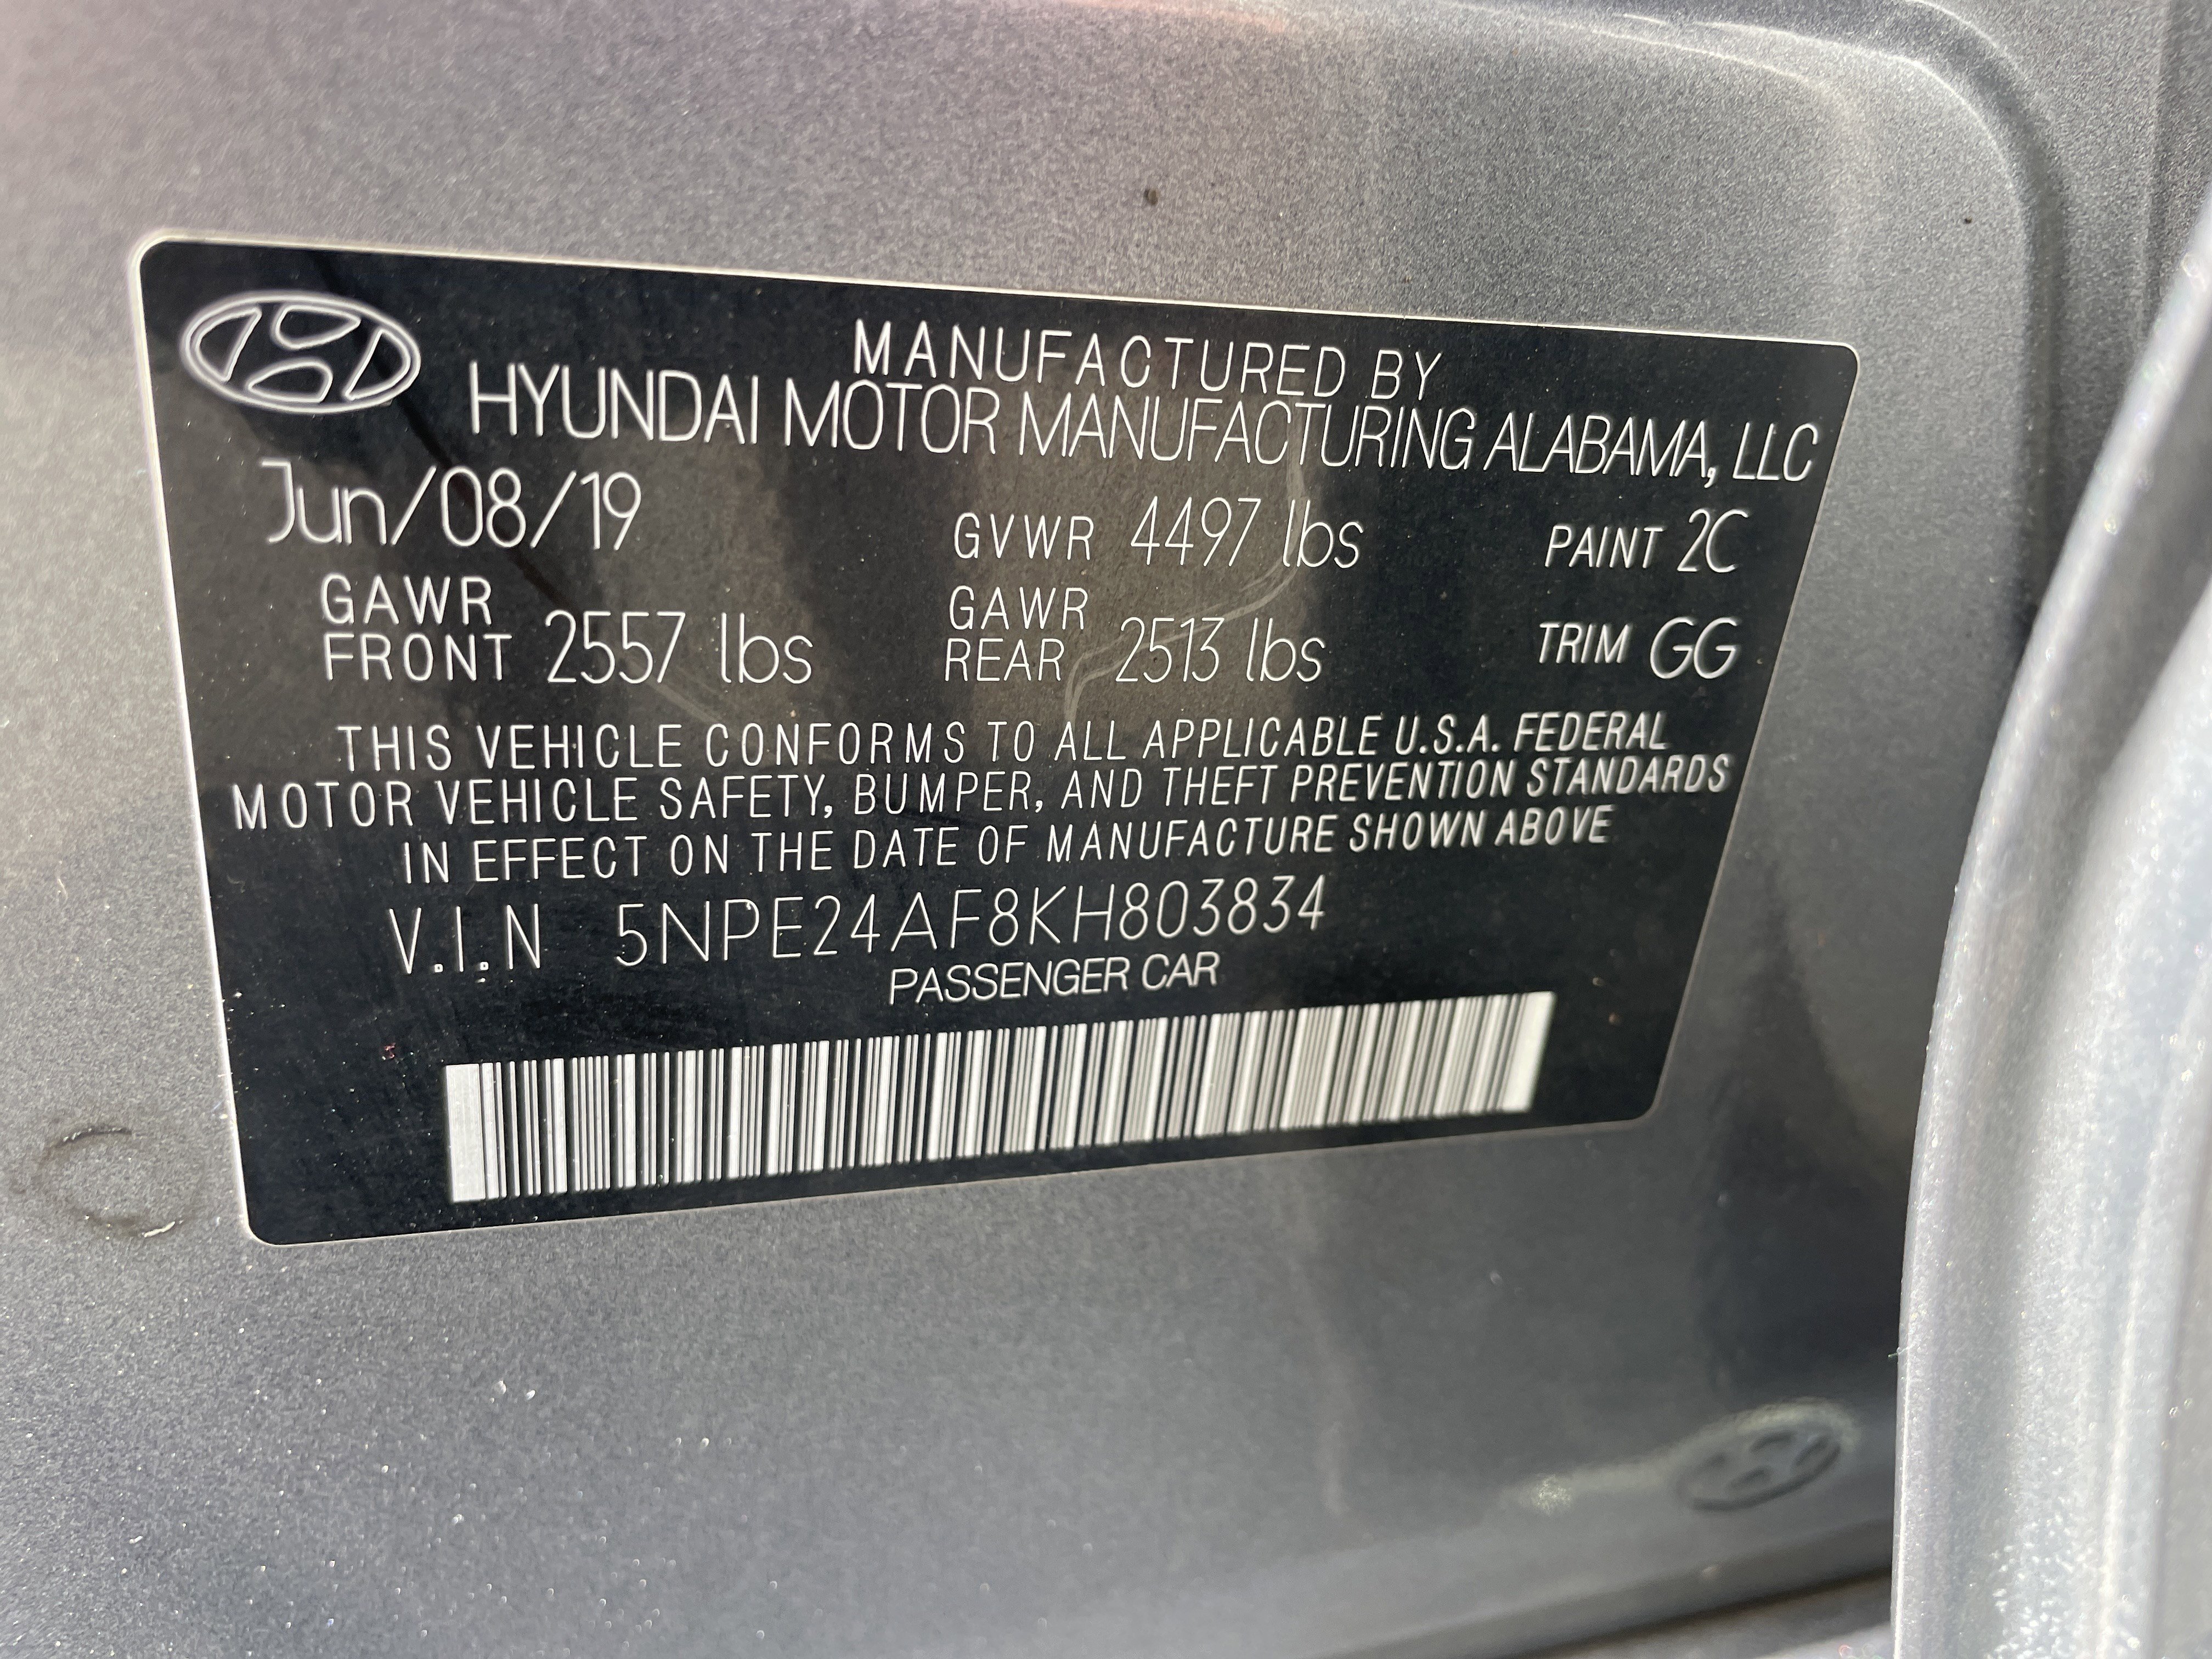 MANUFACTURED BY
HYUNDAI MOTOR MANUFACTURING ALABAMA, LLC
Jun/08/19 GVWR 4497 lbs PAINT 2C
GAWR FRONT 2557 lbs GAWR REAR 2513 lbs TRIM GG
THIS VEHICLE CONFORMS TO ALL APPLICABLE U.S.A. FEDERAL
MOTOR VEHICLE SAFETY, BUMPER, AND THEFT PREVENTION STANDARDS
IN EFFECT ON THE DATE OF MANUFACTURE SHOWN ABOVE
V.I.N 5NPE24AF8KH803834
PASSENGER CAR